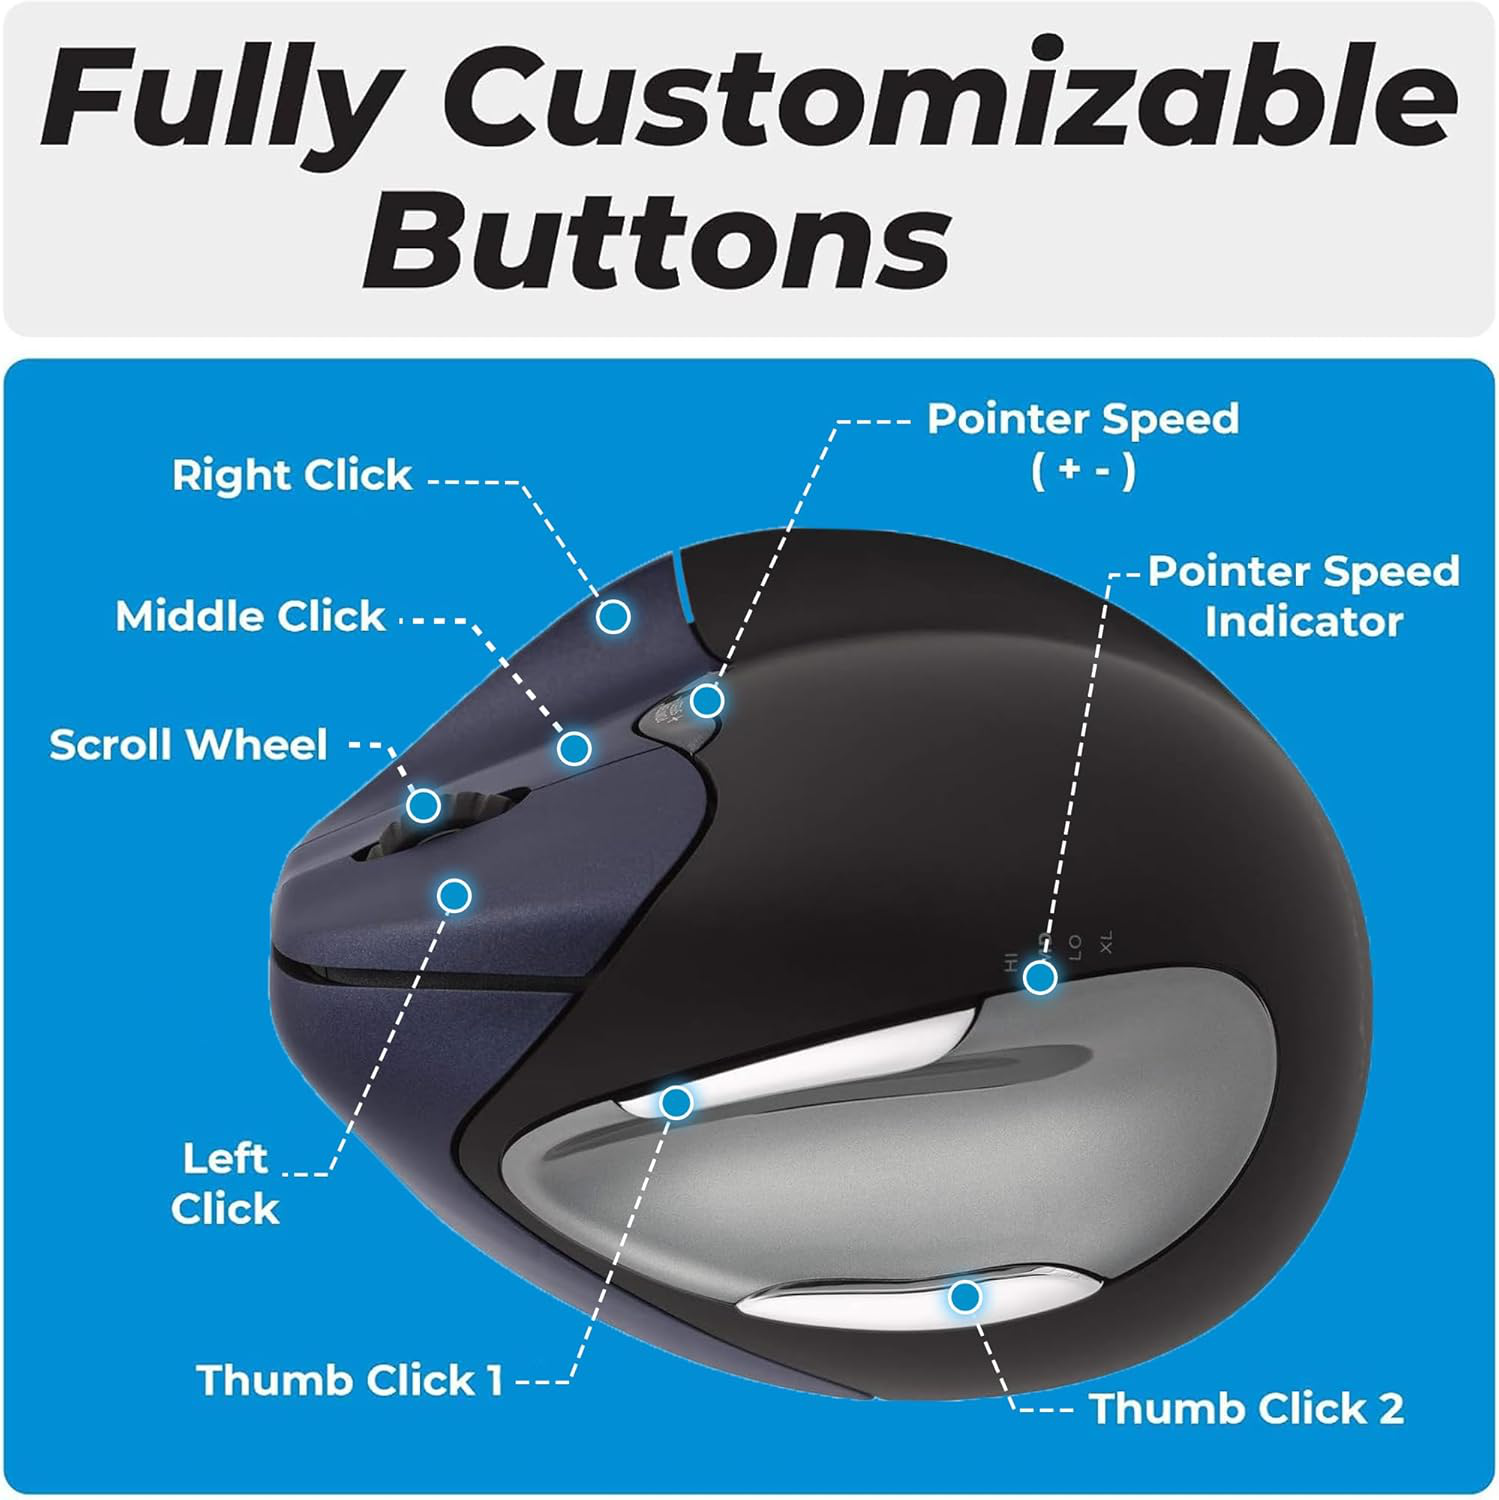 Fully Customizable
Buttons
Pointer Speed
( + - )
Right Click
Pointer Speed
Indicator
Middle Click
Scroll Wheel
HI
LO
XL
Left
Click
Thumb Click 1
Thumb Click 2